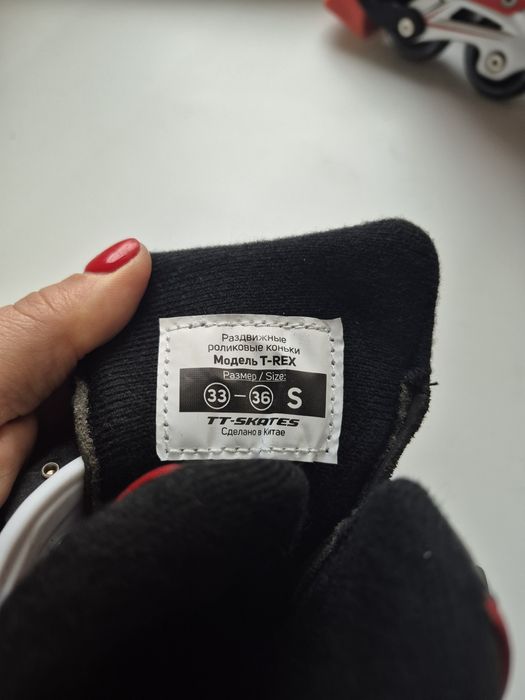 Раздвижные
роликовые коньки
Модель T-REX
Размер / Size:
33 – 36 S
TT-SKATES
Сделано в Китае